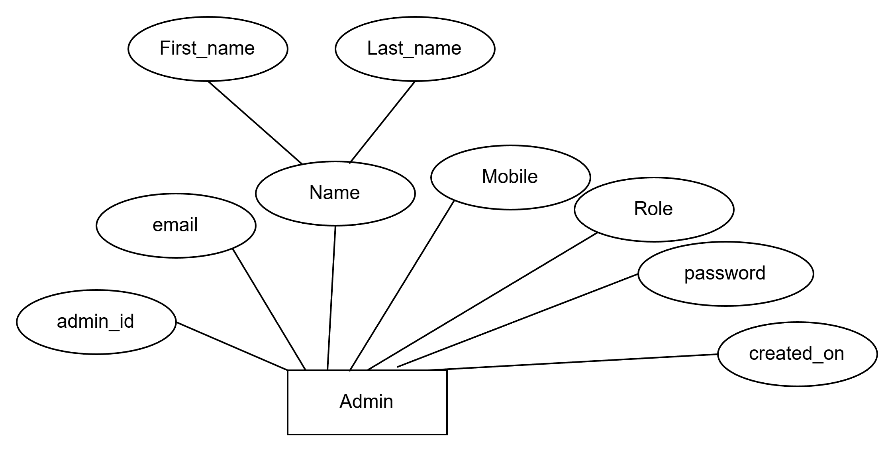 First_name
Last_name
Name
Mobile
Role
email
password
admin_id
created_on
Admin